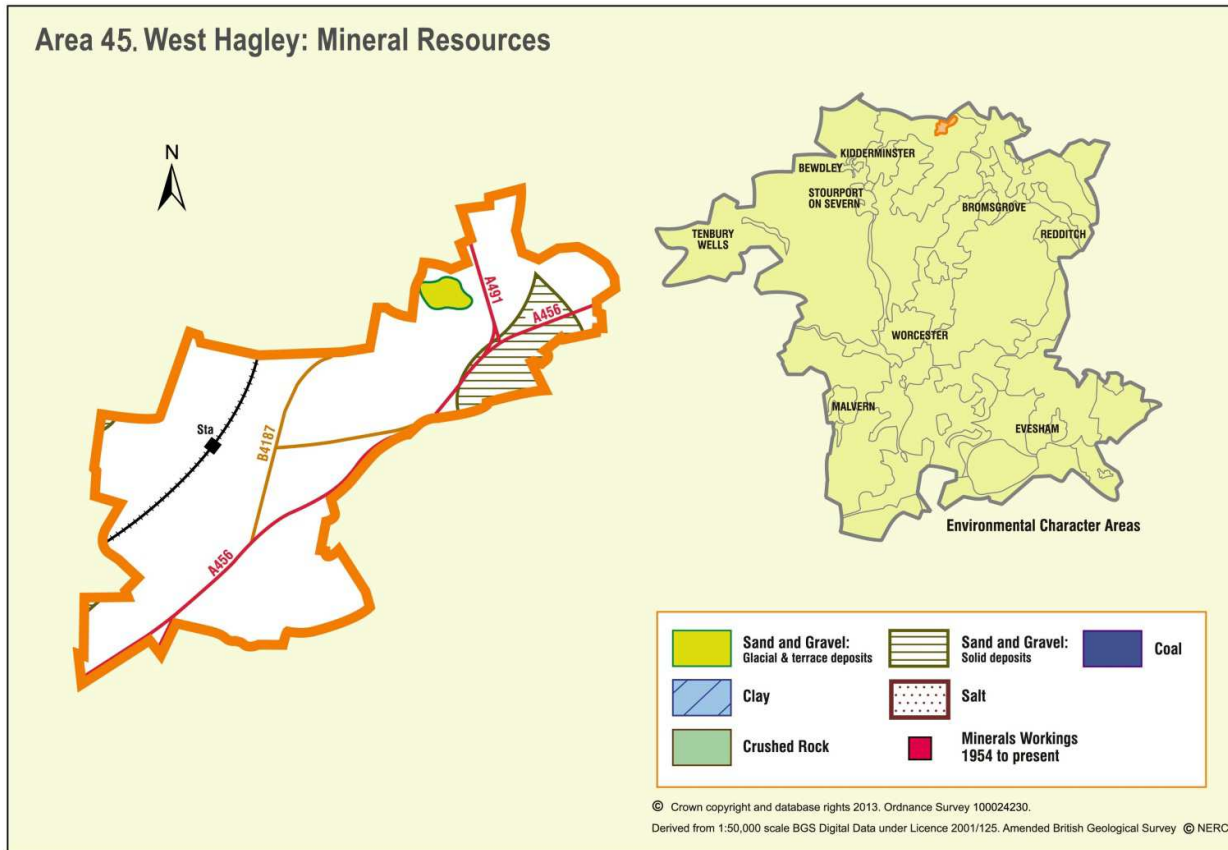 Area 45. West Hagley: Mineral Resources
N
A491
A456
Sta
B4187
A456
KIDDERMINSTER
BEWDLEY
STOURPORT
ON SEVERN
BROMSGROVE
TENBURY
WELLS
REDDITCH
WORCESTER
MALVERN
EVESHAM
Environmental Character Areas
Sand and Gravel:
Glacial & terrace deposits
Sand and Gravel:
Solid deposits
Coal
Clay
Salt
Crushed Rock
Minerals Workings
1954 to present
© Crown copyright and database rights 2013. Ordnance Survey 100024230.
Derived from 1:50,000 scale BGS Digital Data under Licence 2001/125. Amended British Geological Survey © NERC